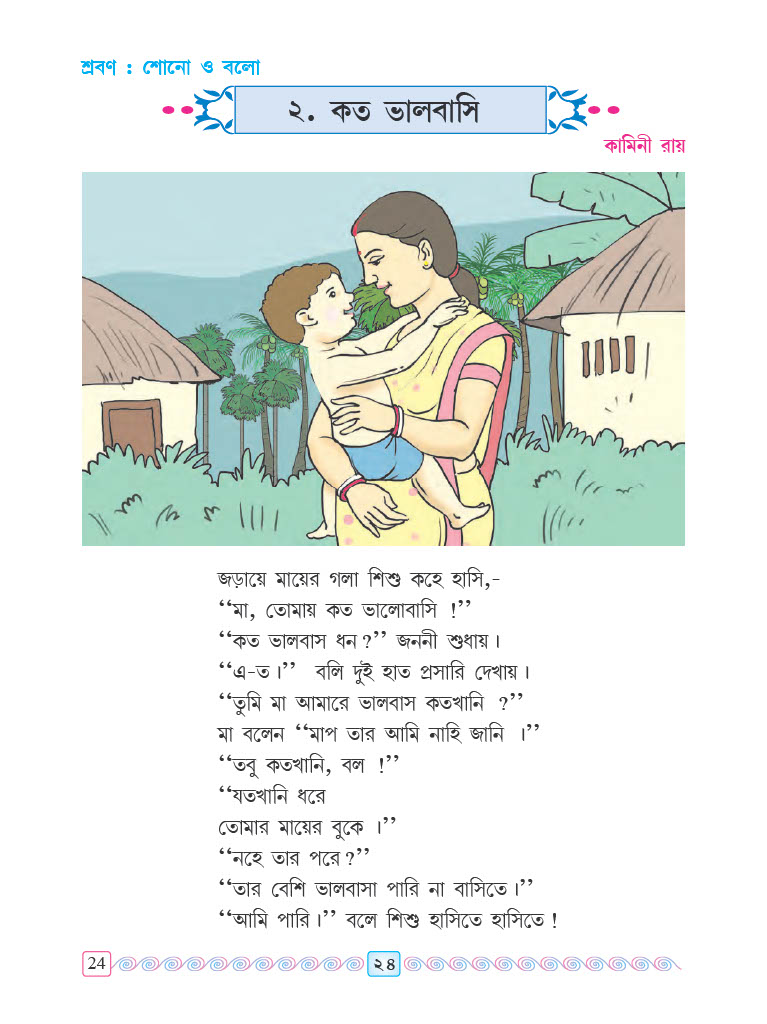 শ্রবণ : শোনো ও বলো
২. কত ভালবাসি
কামিনী রায়
জড়ায়ে মায়ের গলা শিশু কহে হাসি,-
‘‘মা, তোমায় কত ভালোবাসি !’’
‘‘কত ভালবাস ধন ?’’ জননী শুধায়।
‘‘এ-ত।’’ বলি দুই হাত প্রসারি দেখায়।
‘‘তুমি মা আমারে ভালবাস কতখানি ?’’
মা বলেন ‘‘মাপ তার আমি নাহি জানি ।’’
‘‘তবু কতখানি, বল !’’
‘‘যতখানি ধরে
তোমার মায়ের বুকে ।’’
‘‘নহে তার পরে ?’’
‘‘তার বেশি ভালবাসা পারি না বাসিতে।’’
‘‘আমি পারি।’’ বলে শিশু হাসিতে হাসিতে !
24 ২৪